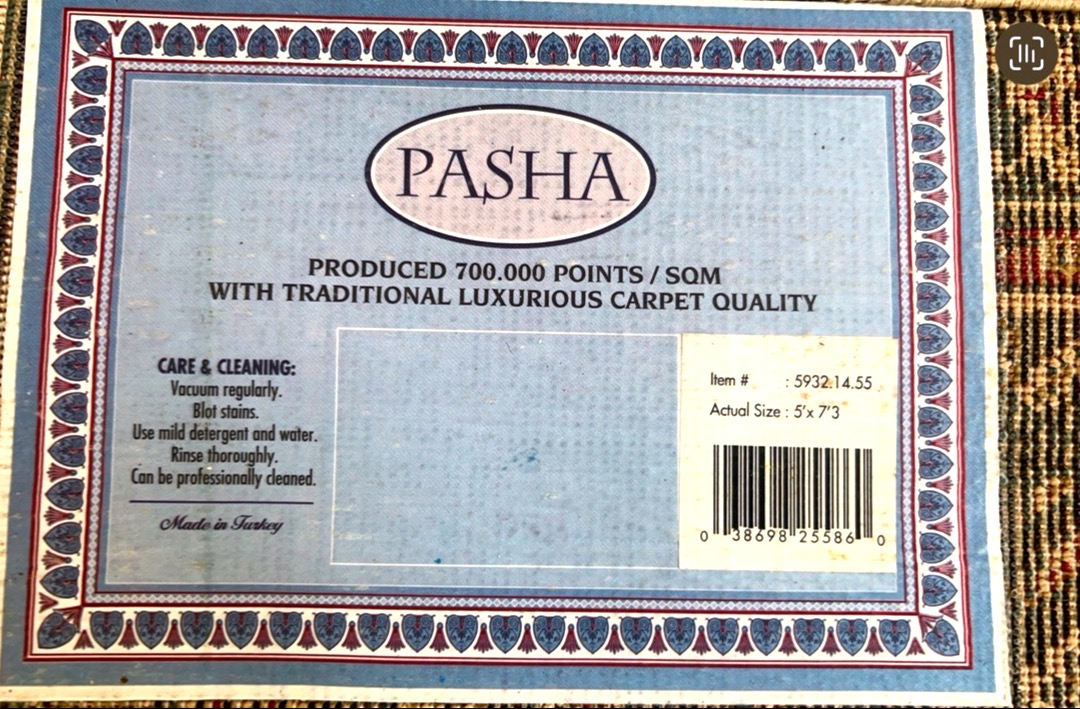 PASHA
PRODUCED 700.000 POINTS / SQM
WITH TRADITIONAL LUXURIOUS CARPET QUALITY
CARE & CLEANING:
Vacuum regularly.
Blot stains.
Use mild detergent and water.
Rinse thoroughly.
Can be professionally cleaned.
Made in Turkey
Item # : 5932.14.55
Actual Size : 5'x 7'3
0 38698 25586 0